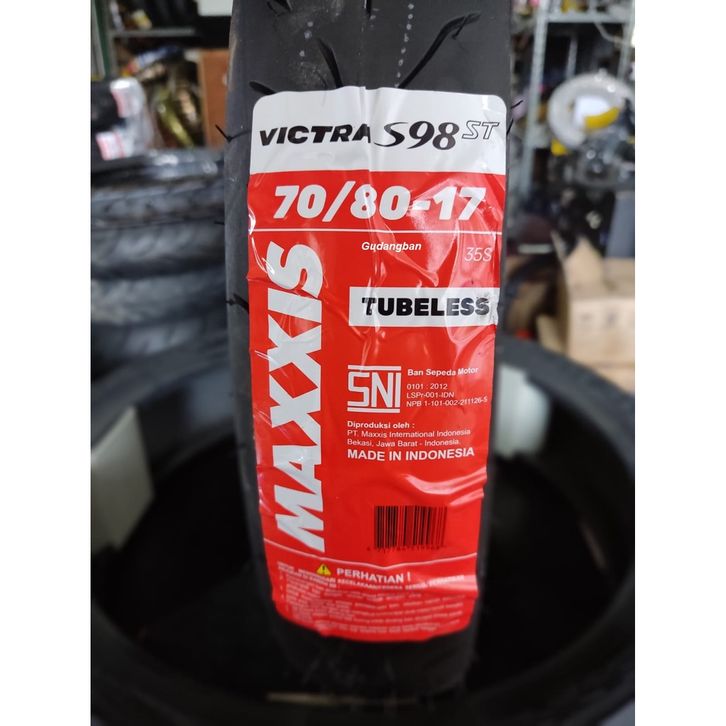 VICTRA S98 ST
70/80-17
Gudangban
35S
MAXXIS
TUBELESS
SNI
Ban Sepeda Motor
0101 : 2012
LSPr-001-IDN
NPB 1-101-002-211126-5
Diproduksi oleh :
PT. Maxxis International Indonesia
Bekasi, Jawa Barat - Indonesia.
MADE IN INDONESIA
PERHATIAN !